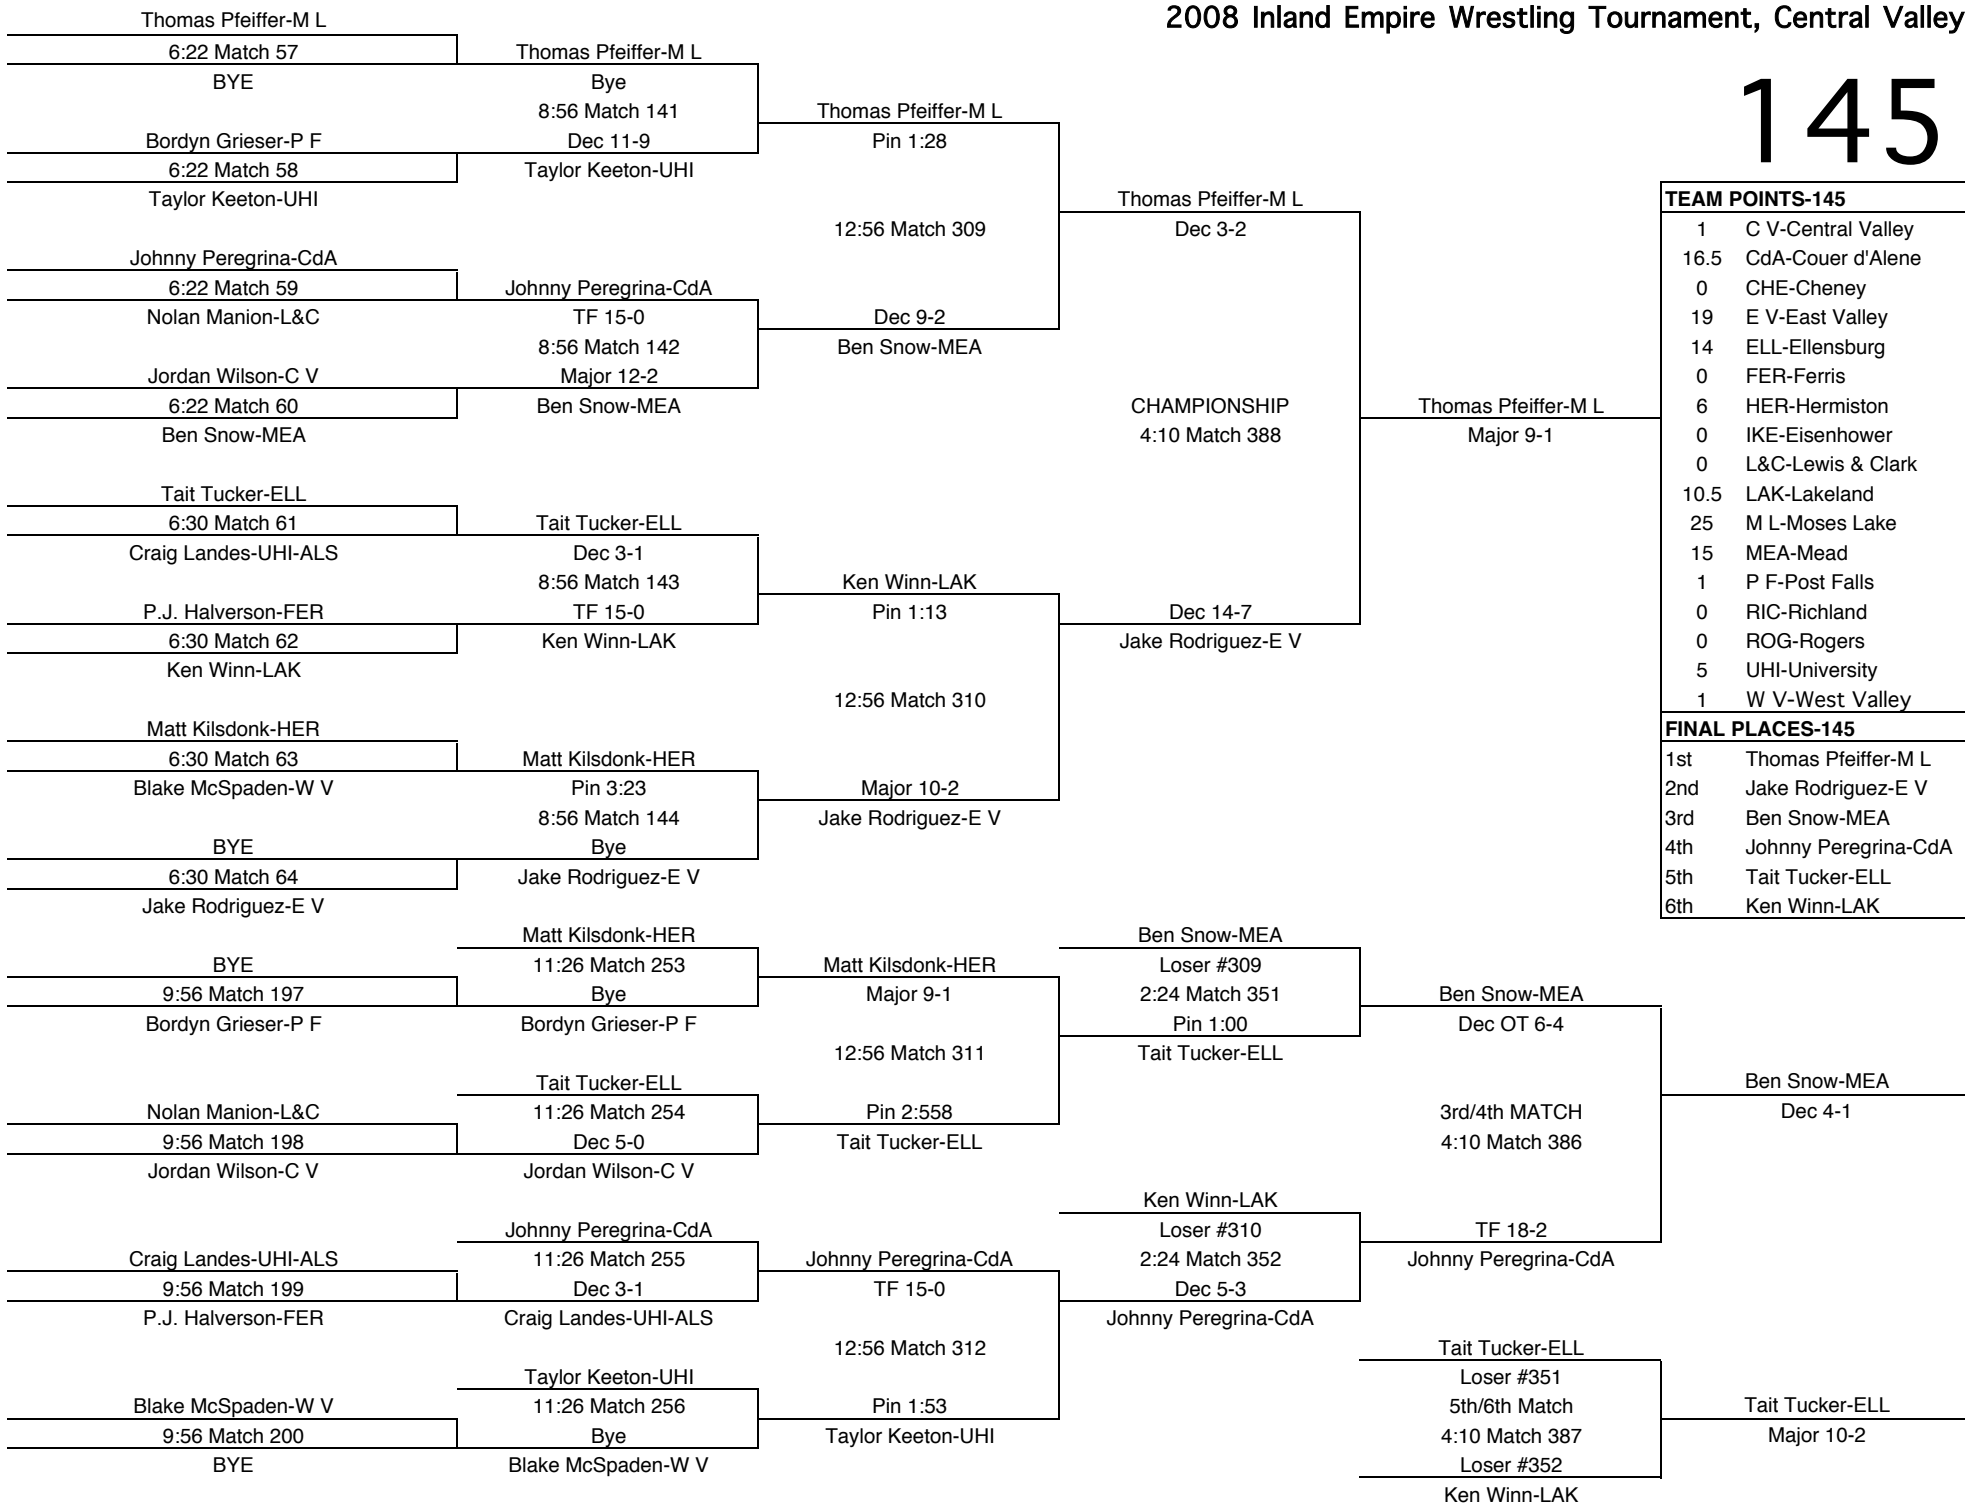 2008 Inland Empire Wrestling Tournament, Central Valley
145
Thomas Pfeiffer-M L
6:22 Match 57
BYE
Bordyn Grieser-P F
6:22 Match 58
Taylor Keeton-UHI
Johnny Peregrina-CdA
6:22 Match 59
Nolan Manion-L&C
Jordan Wilson-C V
6:22 Match 60
Ben Snow-MEA
Tait Tucker-ELL
6:30 Match 61
Craig Landes-UHI-ALS
P.J. Halverson-FER
6:30 Match 62
Ken Winn-LAK
Matt Kilsdonk-HER
6:30 Match 63
Blake McSpaden-W V
BYE
6:30 Match 64
Jake Rodriguez-E V
Thomas Pfeiffer-M L
Bye
8:56 Match 141
Dec 11-9
Taylor Keeton-UHI
Johnny Peregrina-CdA
TF 15-0
8:56 Match 142
Major 12-2
Ben Snow-MEA
Tait Tucker-ELL
Dec 3-1
8:56 Match 143
TF 15-0
Ken Winn-LAK
Matt Kilsdonk-HER
Pin 3:23
8:56 Match 144
Bye
Jake Rodriguez-E V
Thomas Pfeiffer-M L
Pin 1:28
12:56 Match 309
Dec 9-2
Ben Snow-MEA
Ken Winn-LAK
Pin 1:13
12:56 Match 310
Major 10-2
Jake Rodriguez-E V
Thomas Pfeiffer-M L
Dec 3-2
CHAMPIONSHIP
4:10 Match 388
Dec 14-7
Jake Rodriguez-E V
Thomas Pfeiffer-M L
Major 9-1
TEAM POINTS-145
1 C V-Central Valley
16.5 CdA-Couer d'Alene
0 CHE-Cheney
19 E V-East Valley
14 ELL-Ellensburg
0 FER-Ferris
6 HER-Hermiston
0 IKE-Eisenhower
0 L&C-Lewis & Clark
10.5 LAK-Lakeland
25 M L-Moses Lake
15 MEA-Mead
1 P F-Post Falls
0 RIC-Richland
0 ROG-Rogers
5 UHI-University
1 W V-West Valley
FINAL PLACES-145
1st Thomas Pfeiffer-M L
2nd Jake Rodriguez-E V
3rd Ben Snow-MEA
4th Johnny Peregrina-CdA
5th Tait Tucker-ELL
6th Ken Winn-LAK
BYE
9:56 Match 197
Bordyn Grieser-P F
Nolan Manion-L&C
9:56 Match 198
Jordan Wilson-C V
Craig Landes-UHI-ALS
9:56 Match 199
P.J. Halverson-FER
Blake McSpaden-W V
9:56 Match 200
BYE
Matt Kilsdonk-HER
11:26 Match 253
Bye
Bordyn Grieser-P F
Tait Tucker-ELL
11:26 Match 254
Dec 5-0
Jordan Wilson-C V
Johnny Peregrina-CdA
11:26 Match 255
Dec 3-1
Craig Landes-UHI-ALS
Taylor Keeton-UHI
11:26 Match 256
Bye
Blake McSpaden-W V
Matt Kilsdonk-HER
Major 9-1
12:56 Match 311
Pin 2:558
Tait Tucker-ELL
Johnny Peregrina-CdA
TF 15-0
12:56 Match 312
Pin 1:53
Taylor Keeton-UHI
Ben Snow-MEA
Loser #309
2:24 Match 351
Pin 1:00
Tait Tucker-ELL
Ken Winn-LAK
Loser #310
2:24 Match 352
Dec 5-3
Johnny Peregrina-CdA
Ben Snow-MEA
Dec OT 6-4
3rd/4th MATCH
4:10 Match 386
TF 18-2
Johnny Peregrina-CdA
Ben Snow-MEA
Dec 4-1
Tait Tucker-ELL
Loser #351
5th/6th Match
4:10 Match 387
Loser #352
Ken Winn-LAK
Tait Tucker-ELL
Major 10-2